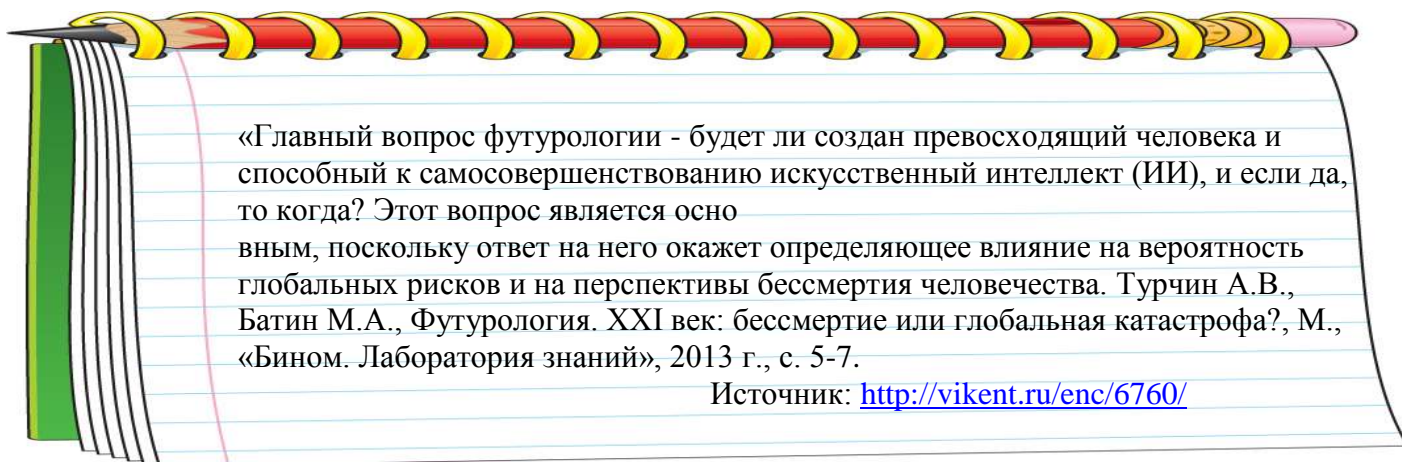 «Главный вопрос футурологии - будет ли создан превосходящий человека и
способный к самосовершенствованию искусственный интеллект (ИИ), и если да,
то когда? Этот вопрос является осно
вным, поскольку ответ на него окажет определяющее влияние на вероятность
глобальных рисков и на перспективы бессмертия человечества. Турчин А.В.,
Батин М.А., Футурология. XXI век: бессмертие или глобальная катастрофа?, М.,
«Бином. Лаборатория знаний», 2013 г., с. 5-7.
Источник: http://vikent.ru/enc/6760/